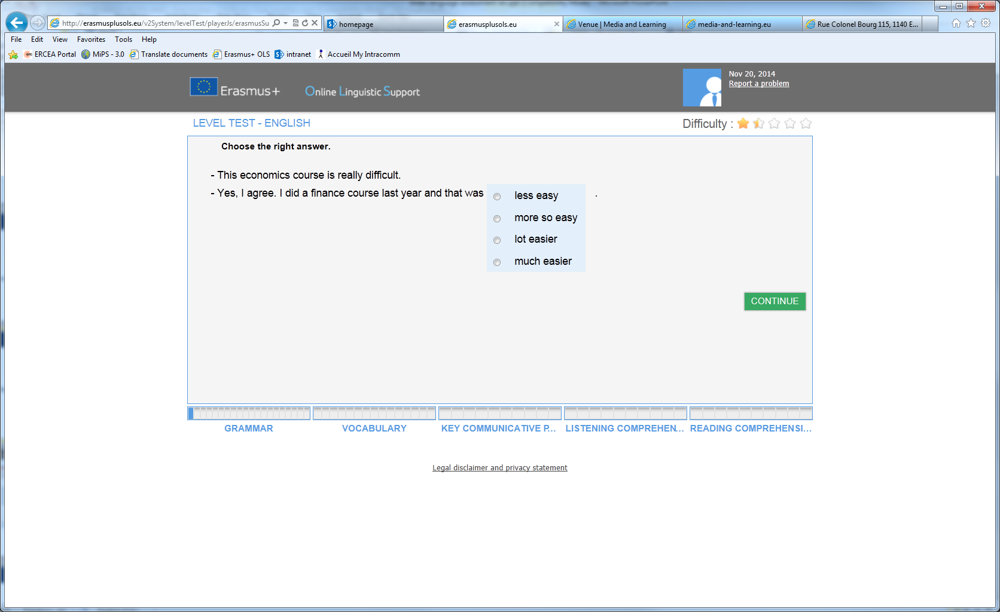 http://erasmusplusols.eu/v2System/levelTest/playerJs/erasmusSu
homepage
erasmusplusols.eu
Venue | Media and Learning
media-and-learning.eu
Rue Colonel Bourg 115, 1140 E...
File Edit View Favorites Tools Help
ERCEA Portal MiPS - 3.0 Translate documents Erasmus+ OLS intranet Accueil My Intracomm
Erasmus+ Online Linguistic Support
Nov 20, 2014
Report a problem
LEVEL TEST - ENGLISH
Difficulty :
Choose the right answer.
- This economics course is really difficult.
- Yes, I agree. I did a finance course last year and that was
less easy
.
more so easy
lot easier
much easier
CONTINUE
GRAMMAR
VOCABULARY
KEY COMMUNICATIVE P...
LISTENING COMPREHEN...
READING COMPREHENSI...
Legal disclaimer and privacy statement